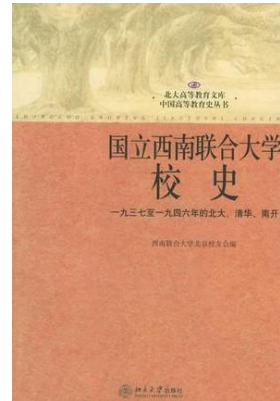 北大高等教育文库
中国高等教育史丛书
国立西南联合大学
校史
一九三七至一九四六年的北大、清华、南开
西南联合大学北京校友会编
北京大学出版社